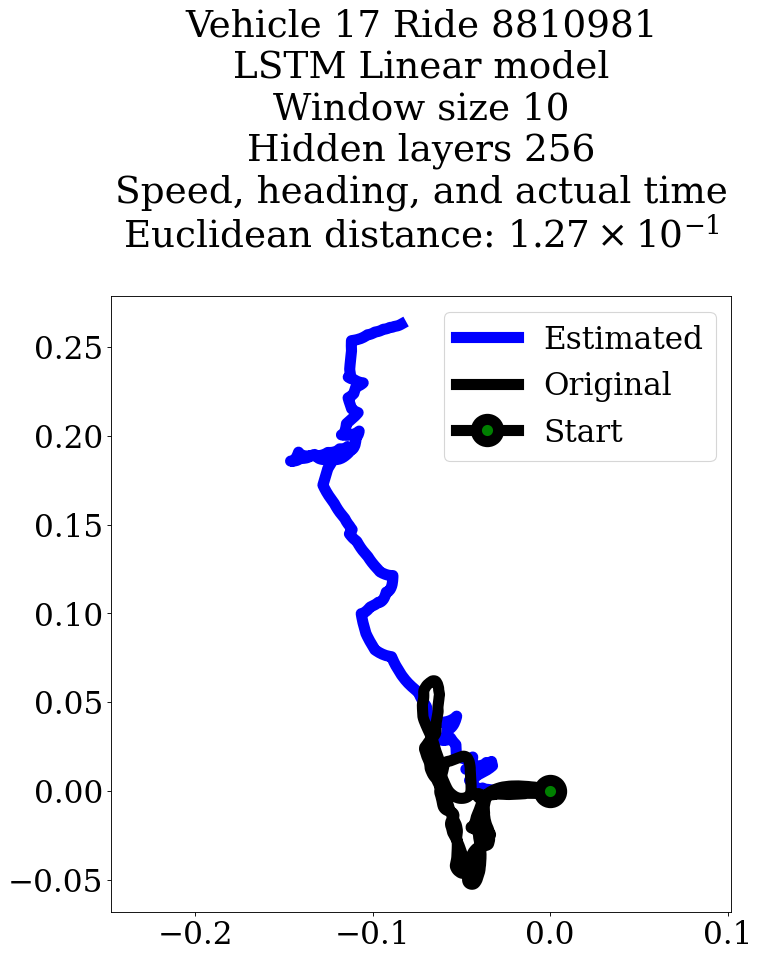 Vehicle 17 Ride 8810981
LSTM Linear model
Window size 10
Hidden layers 256
Speed, heading, and actual time
Euclidean distance: 1.27 × 10⁻¹
Estimated
Original
Start
0.25
0.20
0.15
0.10
0.05
0.00
−0.05
−0.2
−0.1
0.0
0.1